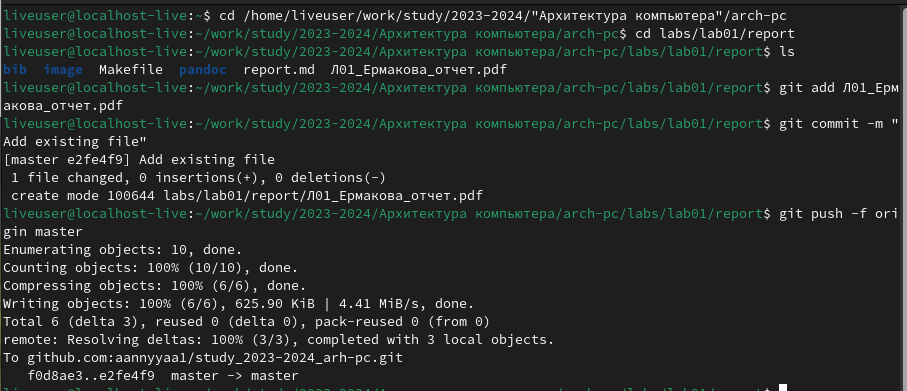 liveuser@localhost-live:~$ cd /home/liveuser/work/study/2023-2024/"Архитектура компьютера"/arch-pc
liveuser@localhost-live:~/work/study/2023-2024/Архитектура компьютера/arch-pc$ cd labs/lab01/report
liveuser@localhost-live:~/work/study/2023-2024/Архитектура компьютера/arch-pc/labs/lab01/report$ ls
bib  image  Makefile  pandoc  report.md  Л01_Ермакова_отчет.pdf
liveuser@localhost-live:~/work/study/2023-2024/Архитектура компьютера/arch-pc/labs/lab01/report$ git add Л01_Ерм
акова_отчет.pdf
liveuser@localhost-live:~/work/study/2023-2024/Архитектура компьютера/arch-pc/labs/lab01/report$ git commit -m "
Add existing file"
[master e2fe4f9] Add existing file
 1 file changed, 0 insertions(+), 0 deletions(-)
 create mode 100644 labs/lab01/report/Л01_Ермакова_отчет.pdf
liveuser@localhost-live:~/work/study/2023-2024/Архитектура компьютера/arch-pc/labs/lab01/report$ git push -f ori
gin master
Enumerating objects: 10, done.
Counting objects: 100% (10/10), done.
Compressing objects: 100% (6/6), done.
Writing objects: 100% (6/6), 625.90 KiB | 4.41 MiB/s, done.
Total 6 (delta 3), reused 0 (delta 0), pack-reused 0 (from 0)
remote: Resolving deltas: 100% (3/3), completed with 3 local objects.
To github.com:aannyyaa1/study_2023-2024_arh-pc.git
   f0d8ae3..e2fe4f9  master -> master